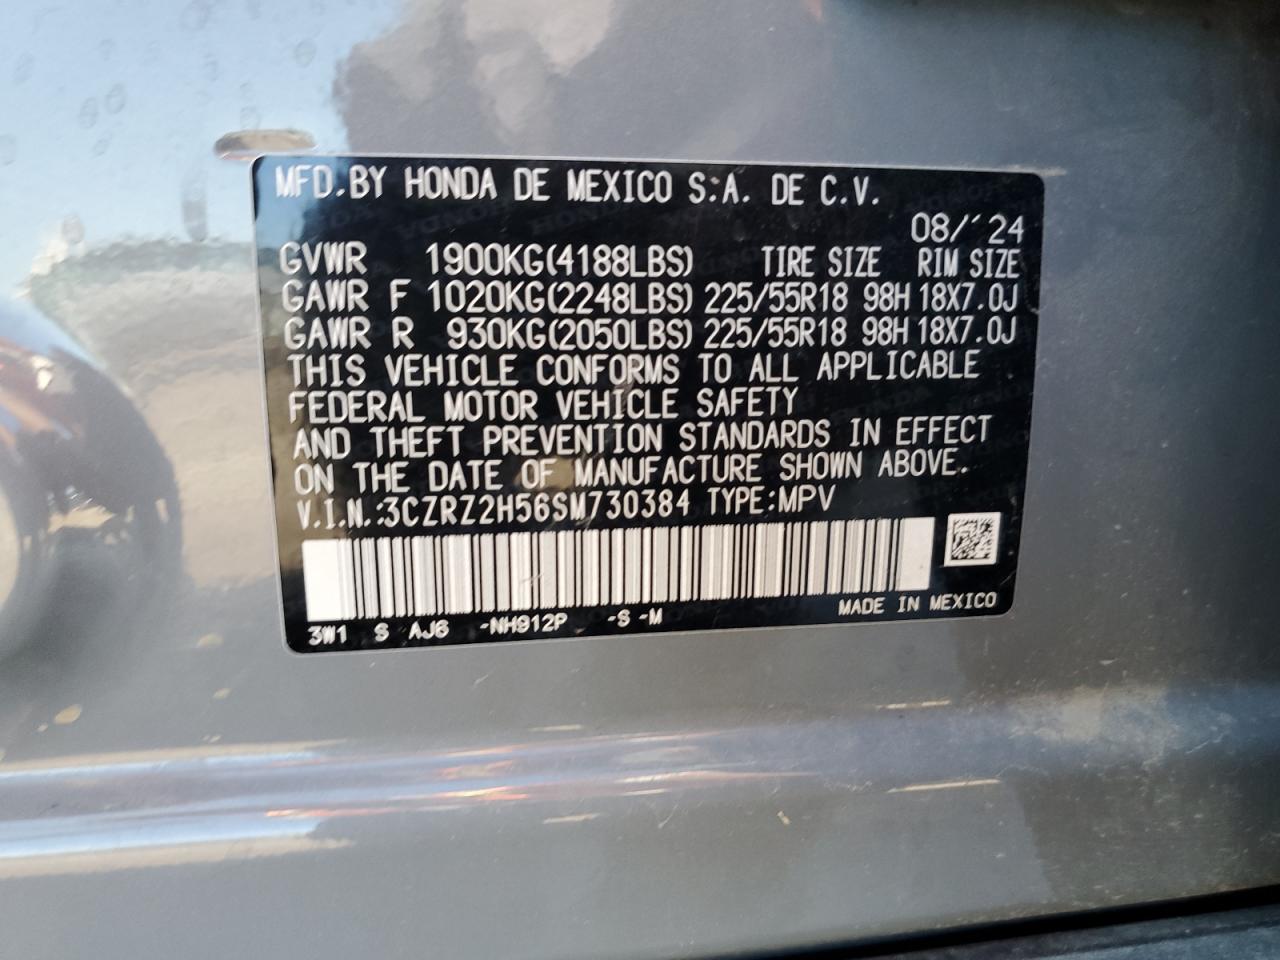 MFD.BY HONDA DE MEXICO S.A. DE C.V.
08/'24
GVWR 1900KG(4188LBS) TIRE SIZE RIM SIZE
GAWR F 1020KG(2248LBS) 225/55R18 98H 18X7.0J
GAWR R 930KG(2050LBS) 225/55R18 98H 18X7.0J
THIS VEHICLE CONFORMS TO ALL APPLICABLE
FEDERAL MOTOR VEHICLE SAFETY
AND THEFT PREVENTION STANDARDS IN EFFECT
ON THE DATE OF MANUFACTURE SHOWN ABOVE.
V.I.N.:3CZRZ2H56SM730384 TYPE:MPV
3W1 S AJ6 -NH912P -S -M MADE IN MEXICO